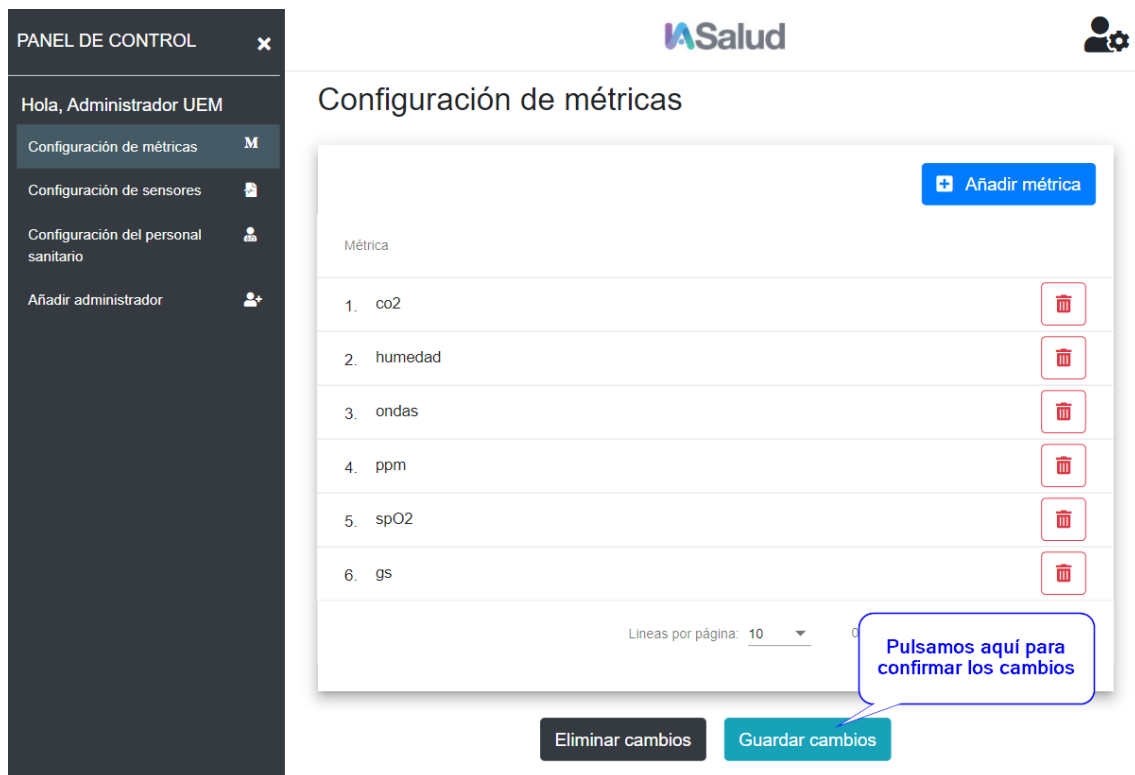 PANEL DE CONTROL
IASalud
Hola, Administrador UEM
Configuración de métricas
M
Configuración de sensores
Configuración del personal
sanitario
Añadir administrador
Configuración de métricas
Añadir métrica
Métrica
1. co2
2. humedad
3. ondas
4. ppm
5. spO2
6. gs
Lineas por página: 10
Pulsamos aquí para
confirmar los cambios
Eliminar cambios
Guardar cambios